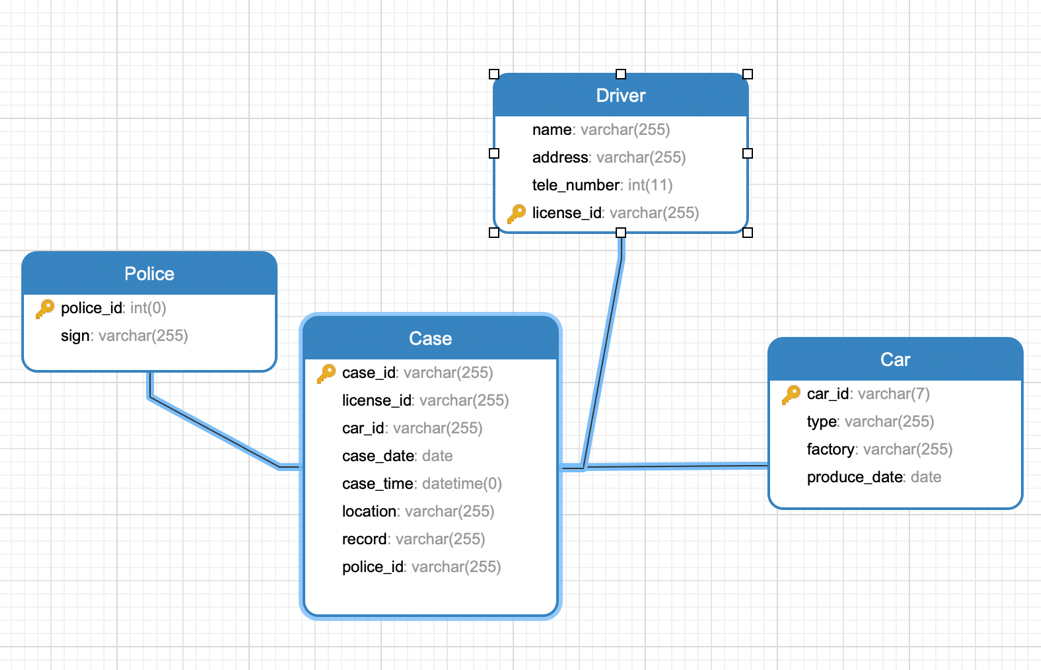 Driver
name: varchar(255)
address: varchar(255)
tele_number: int(11)
license_id: varchar(255)
Police
police_id: int(0)
sign: varchar(255)
Case
case_id: varchar(255)
license_id: varchar(255)
car_id: varchar(255)
case_date: date
case_time: datetime(0)
location: varchar(255)
record: varchar(255)
police_id: varchar(255)
Car
car_id: varchar(7)
type: varchar(255)
factory: varchar(255)
produce_date: date